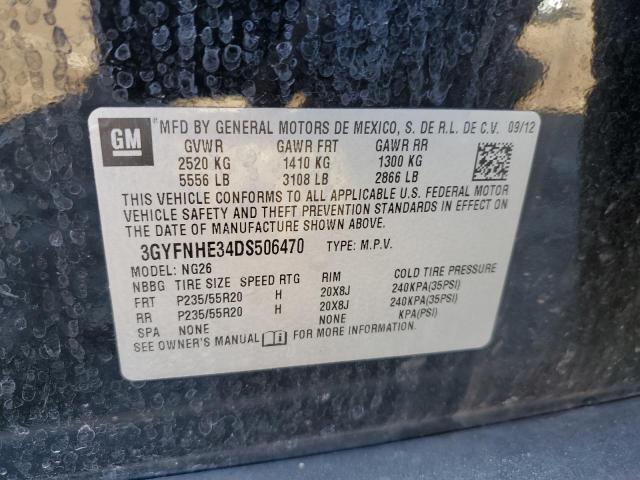 GM
MFD BY GENERAL MOTORS DE MEXICO, S. DE R.L. DE C.V. 09/12
GVWR GAWR FRT GAWR RR
2520 KG 1410 KG 1300 KG
5556 LB 3108 LB 2866 LB
THIS VEHICLE CONFORMS TO ALL APPLICABLE U.S. FEDERAL MOTOR
VEHICLE SAFETY AND THEFT PREVENTION STANDARDS IN EFFECT ON
THE DATE OF MANUFACTURE SHOWN ABOVE.
3GYFNHE34DS506470 TYPE: M.P.V.
MODEL: NG26
NBBG TIRE SIZE SPEED RTG RIM COLD TIRE PRESSURE
FRT P235/55R20 H 20X8J 240KPA(35PSI)
RR P235/55R20 H 20X8J 240KPA(35PSI)
SPA NONE NONE KPA(PSI)
SEE OWNER'S MANUAL FOR MORE INFORMATION.